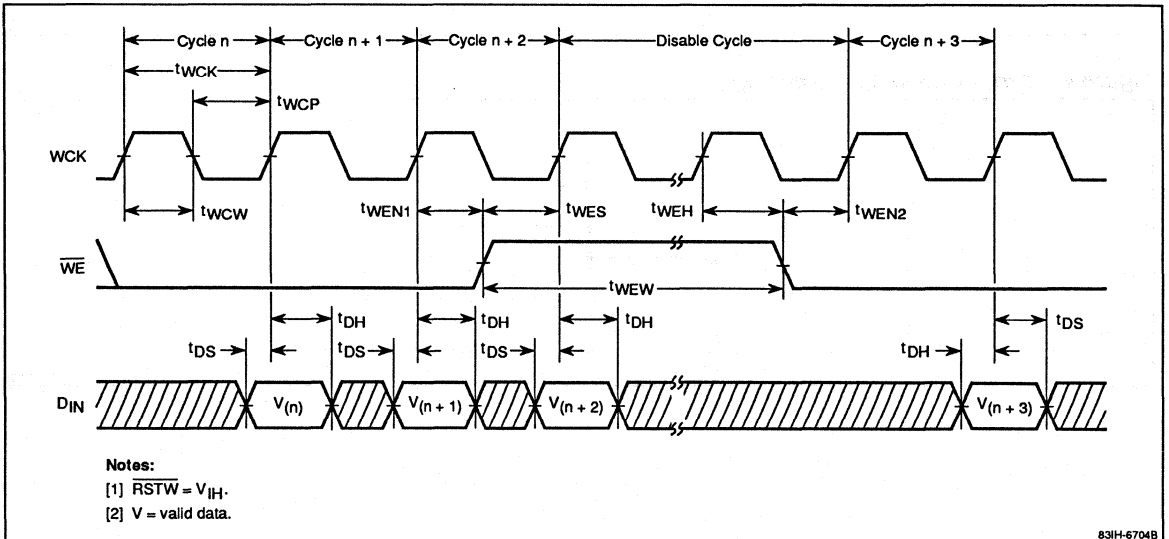 Cycle n Cycle n + 1 Cycle n + 2 Disable Cycle Cycle n + 3
tWCK
tWCP
WCK
tWCW tWEN1 tWES tWEH tWEN2
WE
tWEW
tDH tDH tDH tDS
tDS tDS tDS tDH
DIN V(n) V(n + 1) V(n + 2) V(n + 3)
Notes:
[1] RSTW = VIH.
[2] V = valid data.
83IH-6704B